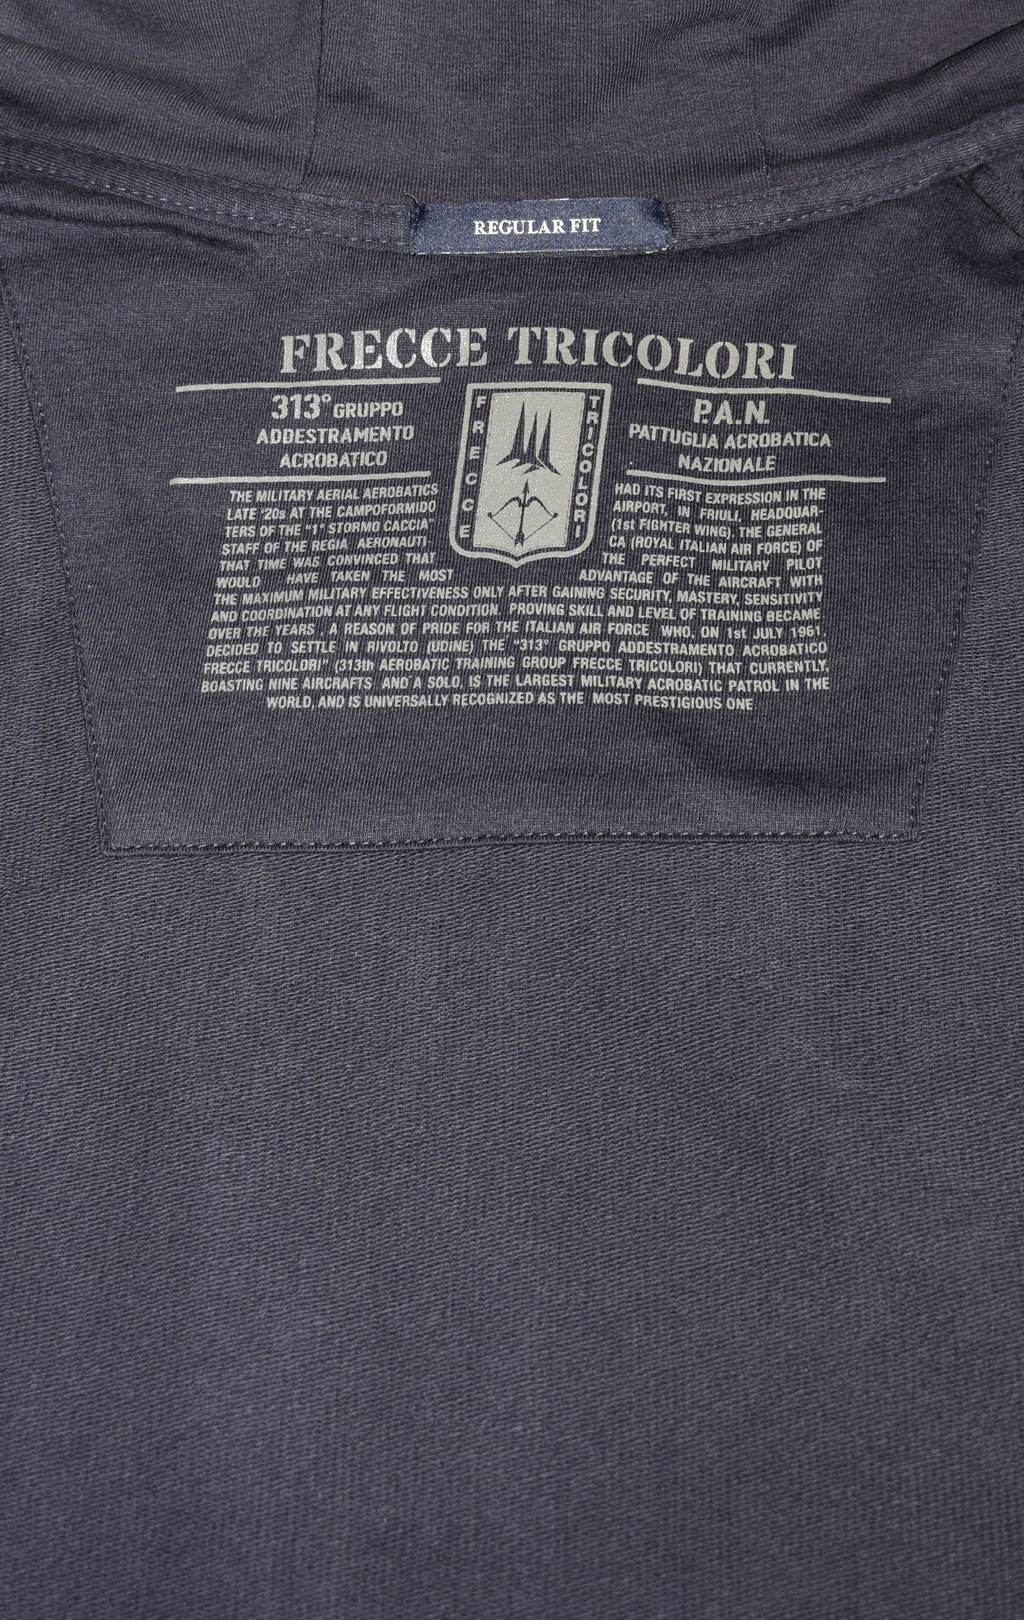 REGULAR FIT
FRECCE TRICOLORI
313° GRUPPO
ADDESTRAMENTO
ACROBATICO
FRECCE
TRICOLORI
P.A.N.
PATTUGLIA ACROBATICA
NAZIONALE
THE MILITARY AERIAL AEROBATICS HAD ITS FIRST EXPRESSION IN THE
LATE '20s AT THE CAMPOFORMIDO AIRPORT, IN FRIULI, HEADQUAR-
TERS OF THE "1° STORMO CACCIA" (1st FIGHTER WING). THE GENERAL
STAFF OF THE REGIA AERONAUTI CA (ROYAL ITALIAN AIR FORCE) OF
THAT TIME WAS CONVINCED THAT THE PERFECT MILITARY PILOT
WOULD HAVE TAKEN THE MOST ADVANTAGE OF THE AIRCRAFT WITH
THE MAXIMUM MILITARY EFFECTIVENESS ONLY AFTER GAINING SECURITY, MASTERY, SENSITIVITY
AND COORDINATION AT ANY FLIGHT CONDITION. PROVING SKILL AND LEVEL OF TRAINING BECAME
OVER THE YEARS , A REASON OF PRIDE FOR THE ITALIAN AIR FORCE WHO, ON 1st JULY 1961,
DECIDED TO SETTLE IN RIVOLTO (UDINE) THE "313° GRUPPO ADDESTRAMENTO ACROBATICO
FRECCE TRICOLORI" (313th AEROBATIC TRAINING GROUP FRECCE TRICOLORI) THAT CURRENTLY,
BOASTING NINE AIRCRAFTS AND A SOLO, IS THE LARGEST MILITARY ACROBATIC PATROL IN THE
WORLD, AND IS UNIVERSALLY RECOGNIZED AS THE MOST PRESTIGIOUS ONE